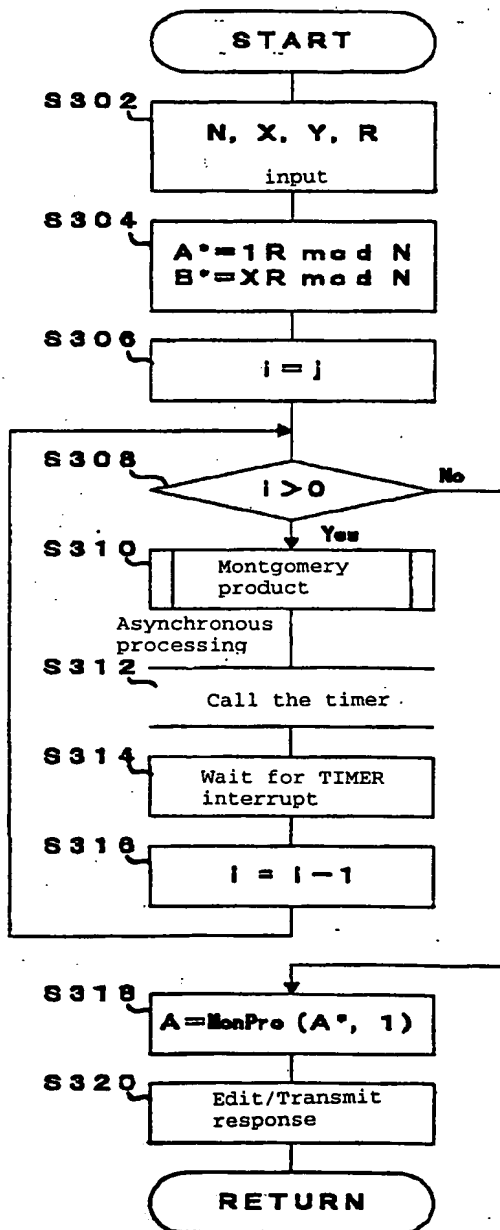 START
S302
N, X, Y, R
input
S304
A*=1R mod N
B*=XR mod N
S306
i=j
S308
i>0
No
Yes
S310
Montgomery
product
Asynchronous
processing
S312
Call the timer
S314
Wait for TIMER
interrupt
S316
i = i-1
S318
A=MonPro (A*, 1)
S320
Edit/Transmit
response
RETURN